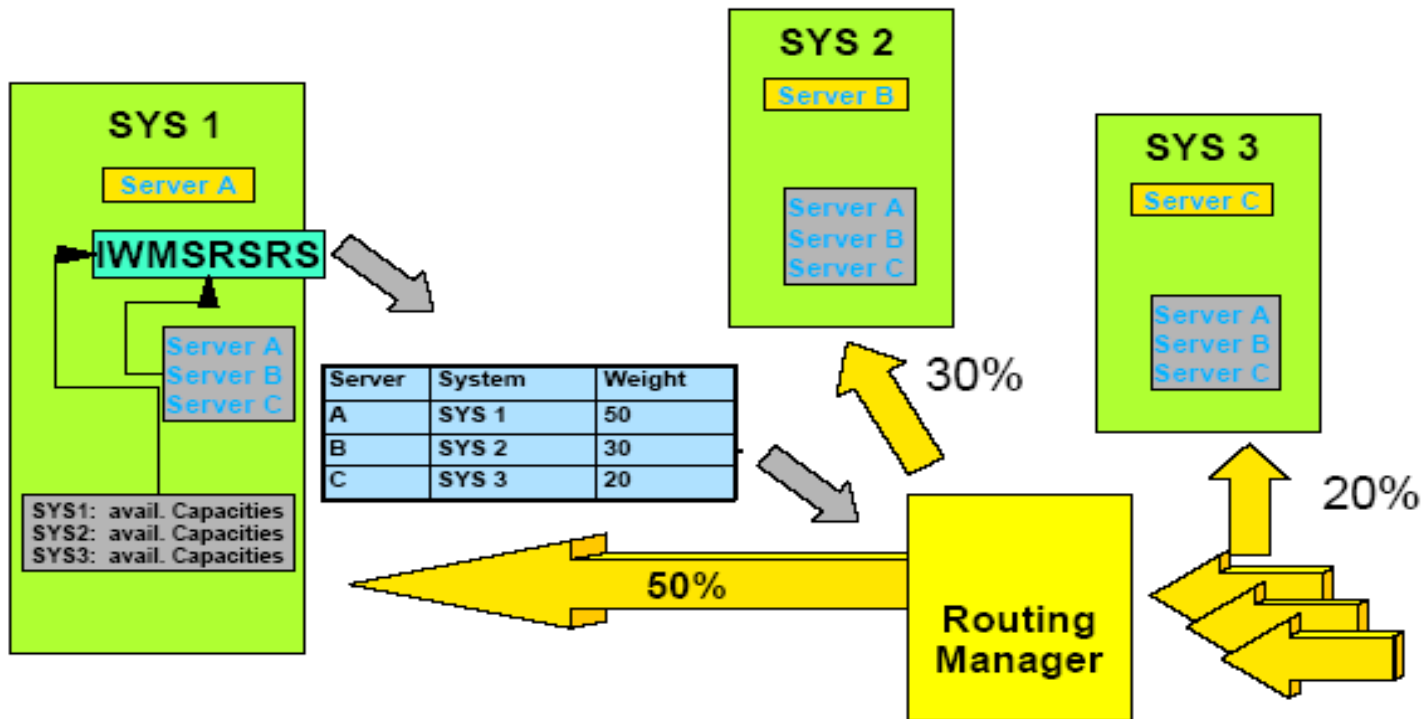 SYS 1
Server A
IWMSRSRS
Server A
Server B
Server C
SYS1: avail. Capacities
SYS2: avail. Capacities
SYS3: avail. Capacities
Server System Weight
A SYS 1 50
B SYS 2 30
C SYS 3 20
SYS 2
Server B
Server A
Server B
Server C
30%
SYS 3
Server C
Server A
Server B
Server C
20%
50%
Routing
Manager